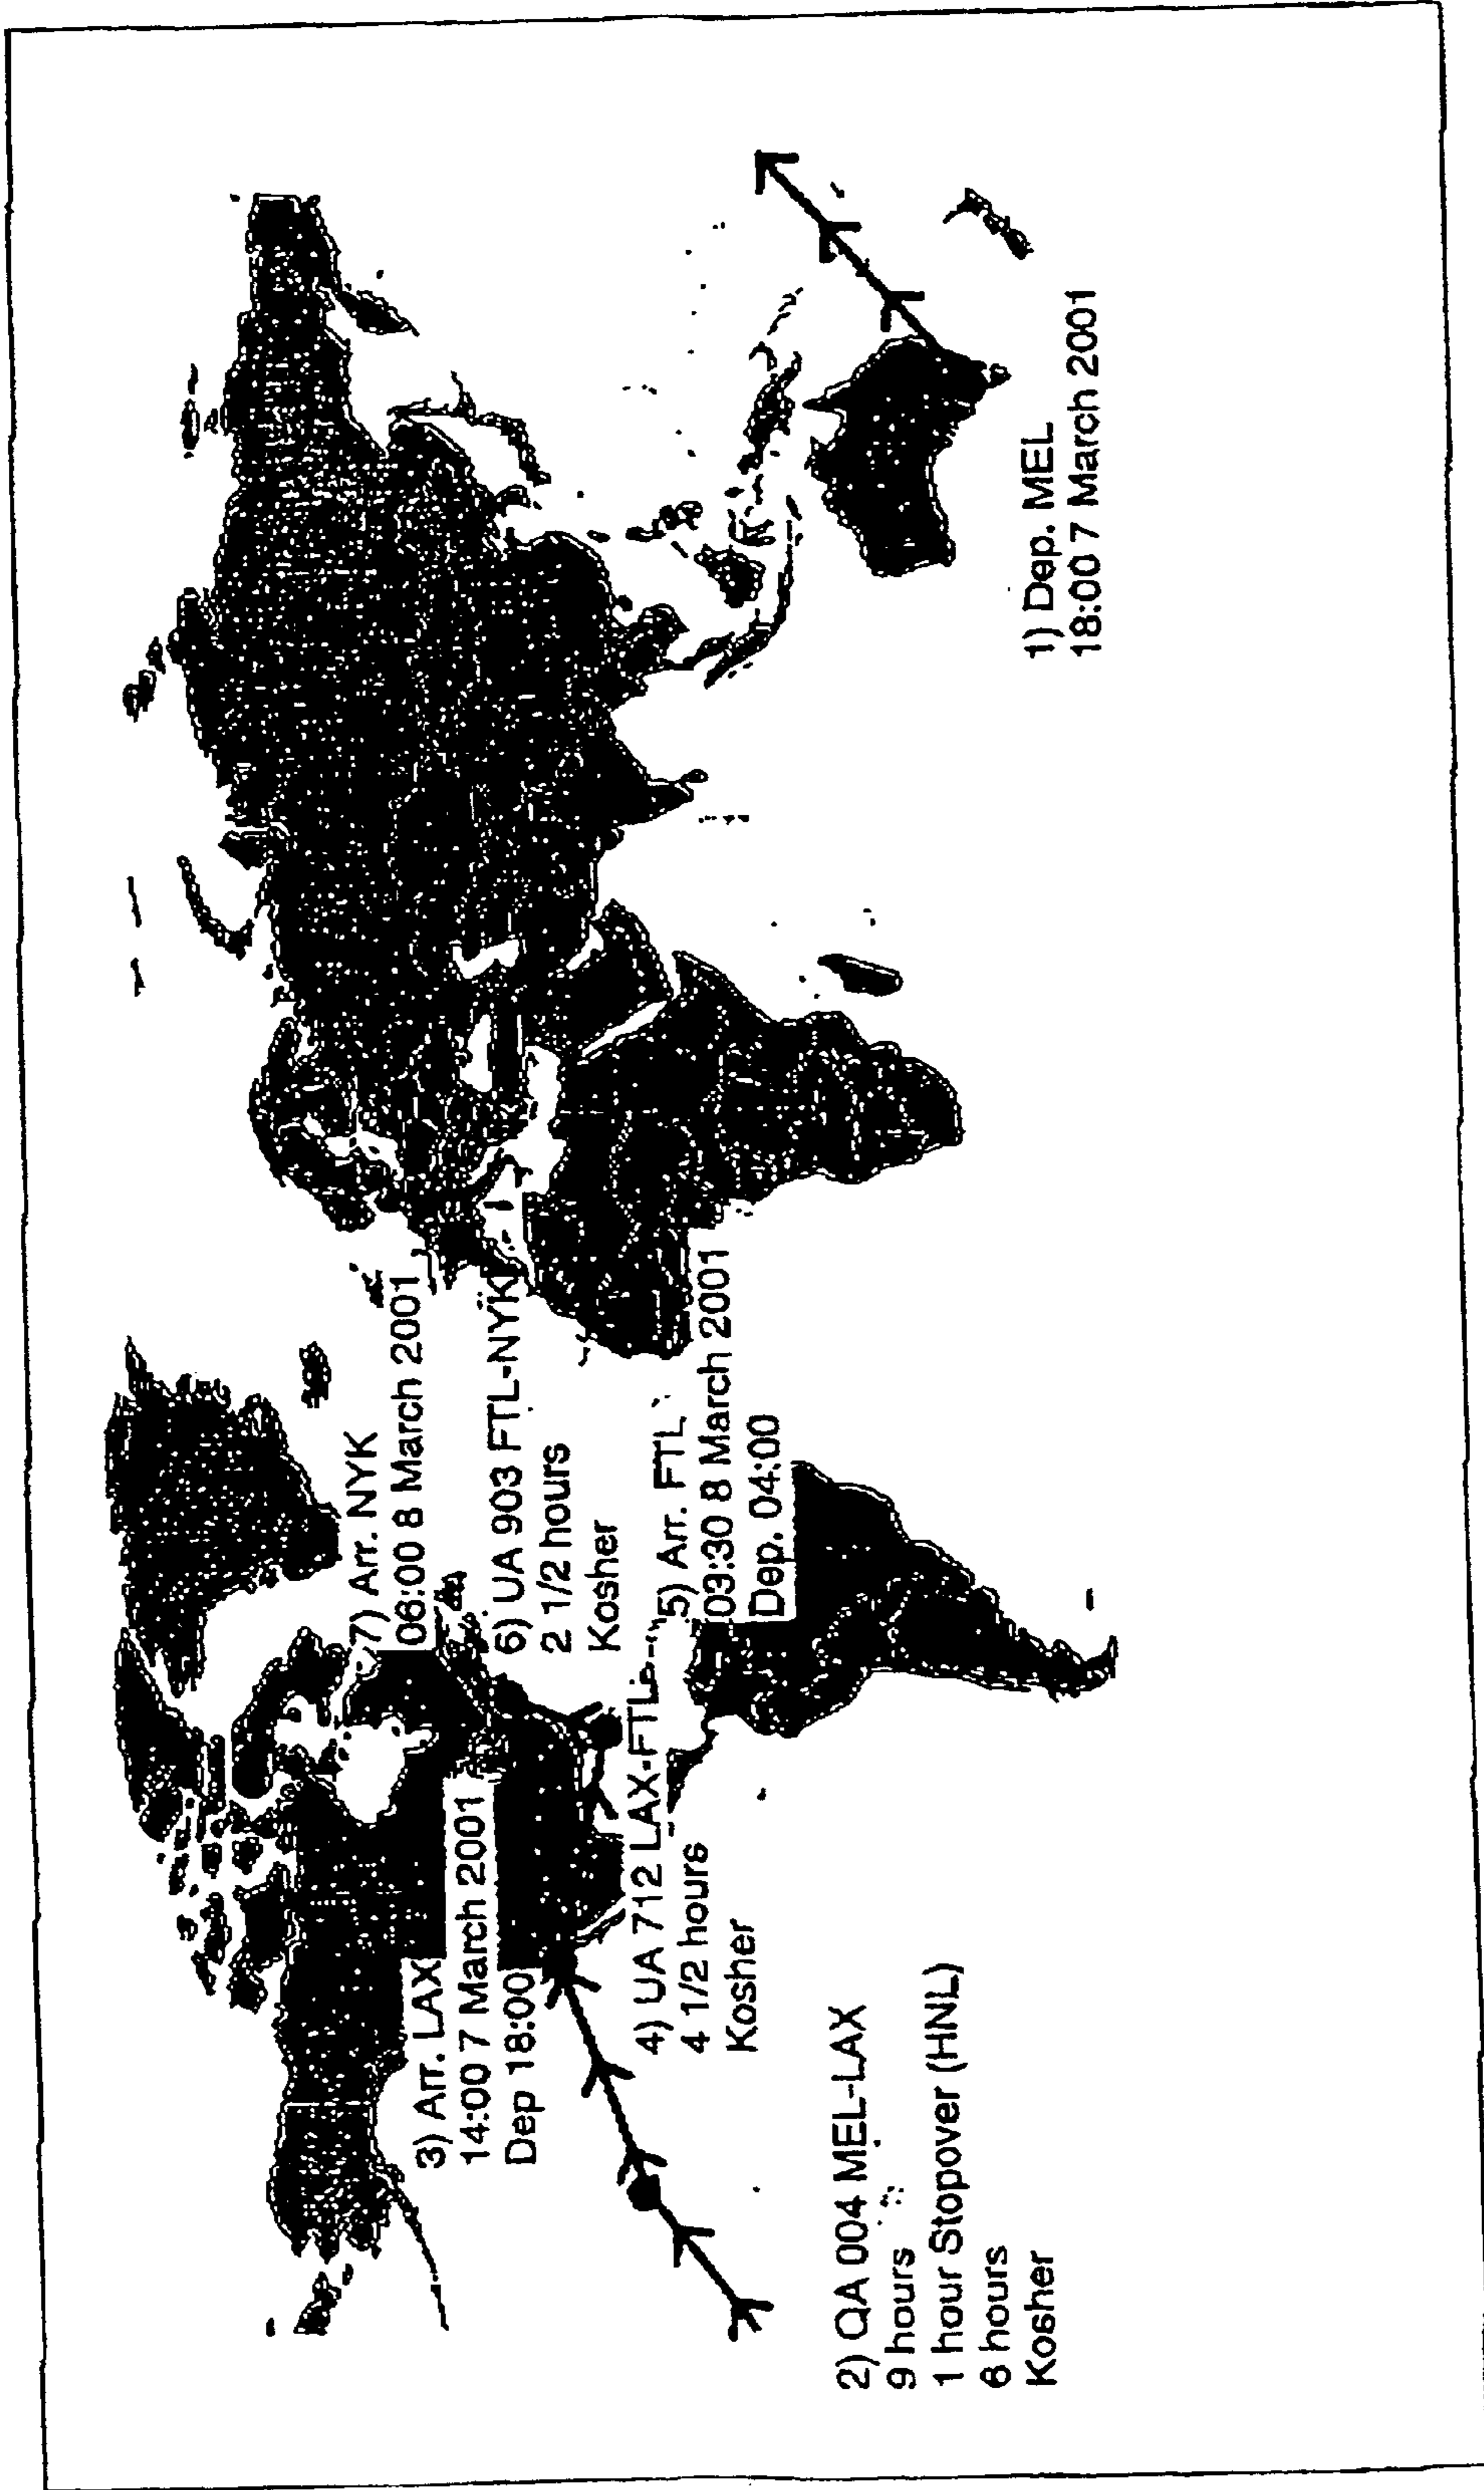 1) Dep. MEL
18:00 7 March 2001
2) QA 004 MEL-LAX
9 hours
1 hour Stopover (HNL)
6 hours
Kosher
3) Arr. LAX
14:00 7 March 2001
Dep 18:00
4) UA 712 LAX-FTL
4 1/2 hours
Kosher
5) Arr. FTL
03:30 8 March 2001
Dep. 04:00
6) UA 903 FTL-NYK
2 1/2 hours
Kosher
7) Arr. NYK
06:00 8 March 2001